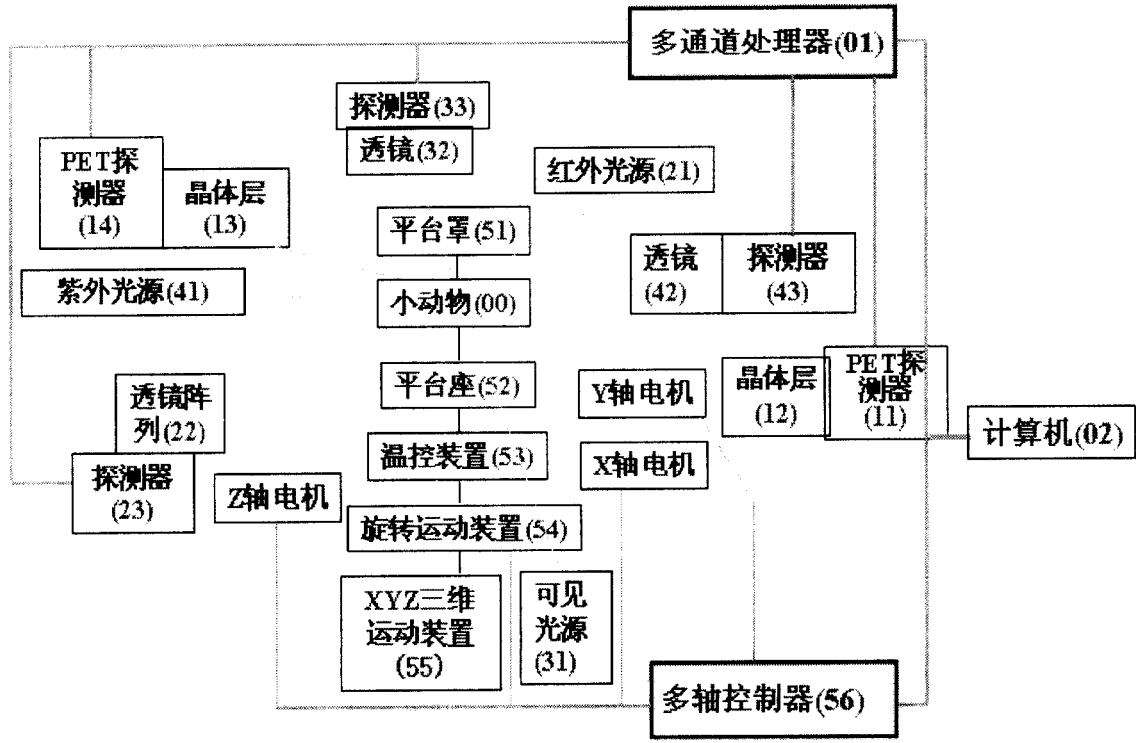 多通道处理器(01)
探测器(33)
透镜(32)
PET探
测器
(14)
晶体层
(13)
红外光源(21)
平台罩(51)
透镜
(42)
探测器
(43)
紫外光源(41)
小动物(00)
平台座(52)
Y轴电机
晶体层
(12)
PET探
测器
(11)
计算机(02)
透镜阵
列(22)
探测器
(23)
温控装置(53)
X轴电机
Z轴电机
旋转运动装置(54)
XYZ三维
运动装置
(55)
可见
光源
(31)
多轴控制器(56)